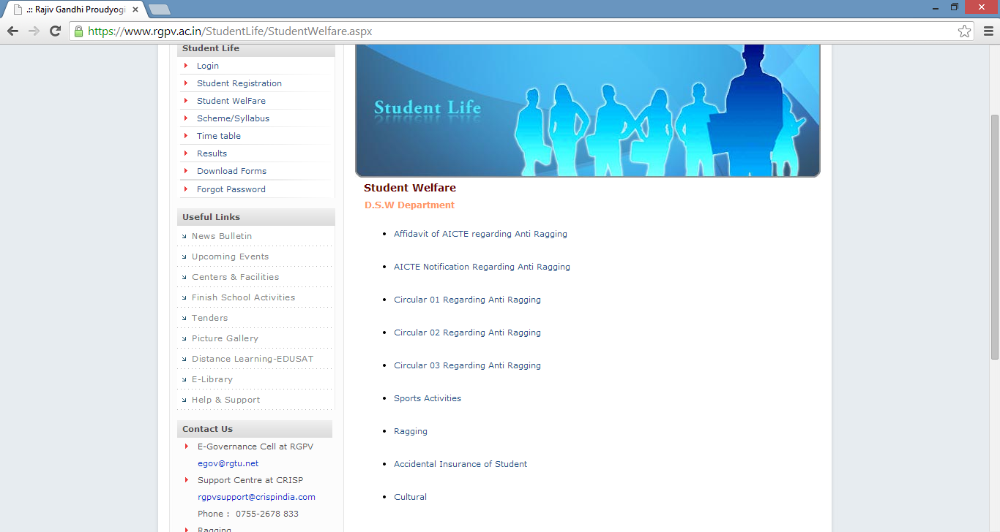 .:: Rajiv Gandhi Proudyogi
https://www.rgpv.ac.in/StudentLife/StudentWelfare.aspx
Student Life
Login
Student Registration
Student WelFare
Scheme/Syllabus
Time table
Results
Download Forms
Forgot Password
Useful Links
News Bulletin
Upcoming Events
Centers & Facilities
Finish School Activities
Tenders
Picture Gallery
Distance Learning-EDUSAT
E-Library
Help & Support
Contact Us
E-Governance Cell at RGPV
egov@rgtu.net
Support Centre at CRISP
rgpvsupport@crispindia.com
Phone : 0755-2678 833
Ragging
Student Life
Student Welfare
D.S.W Department
Affidavit of AICTE regarding Anti Ragging
AICTE Notification Regarding Anti Ragging
Circular 01 Regarding Anti Ragging
Circular 02 Regarding Anti Ragging
Circular 03 Regarding Anti Ragging
Sports Activities
Ragging
Accidental Insurance of Student
Cultural